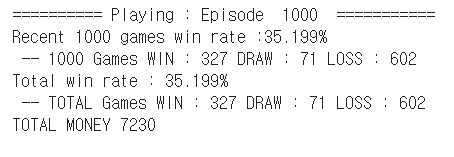 ========== Playing : Episode  1000  ===========
Recent 1000 games win rate :35.199%
 -- 1000 Games WIN : 327 DRAW : 71 LOSS : 602
Total win rate : 35.199%
 -- TOTAL Games WIN : 327 DRAW : 71 LOSS : 602
TOTAL MONEY 7230